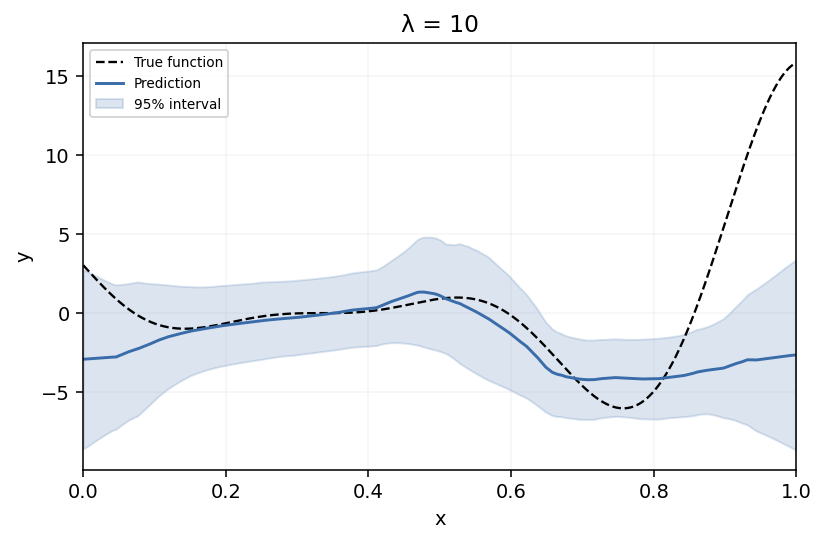 λ = 10
True function
Prediction
95% interval
y
15
10
5
0
−5
0.0 0.2 0.4 0.6 0.8 1.0
x